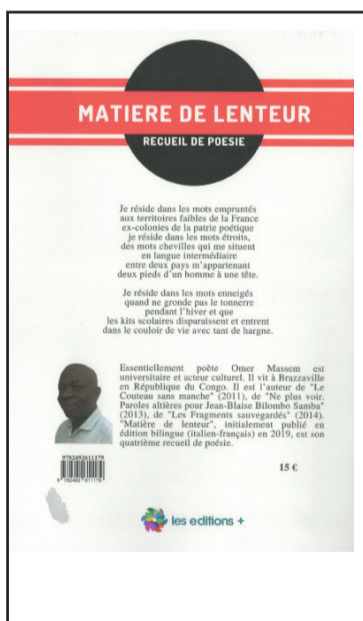 MATIERE DE LENTEUR
RECUEIL DE POESIE
Je réside dans les mots empruntés
aux territoires faibles de la France
ex-colonies de la patrie poétique
je réside dans les mots étroits,
des mots chevilles qui me situent
en langue intermédiaire
entre deux pays m'appartenant
deux pieds d'un homme à une tête.
Je réside dans les mots enneigés
quand ne gronde pas le tonnerre
pendant l'hiver et que
les kits scolaires disparaissent et entrent
dans le couloir de vie avec tant de hargne.
Essentiellement poète Omer Massem est
universitaire et acteur culturel. Il vit à Brazzaville
en République du Congo. Il est l'auteur de "Le
Couteau sans manche" (2011), de "Ne plus voir.
Paroles altières pour Jean-Blaise Bilombo Samba"
(2013), de "Les Fragments sauvegardés" (2014).
"Matière de lenteur", initialement publié en
édition bilingue (italien-français) en 2019, est son
quatrième recueil de poésie.
9782492611179
9 782492 611179
15 €
les editions +